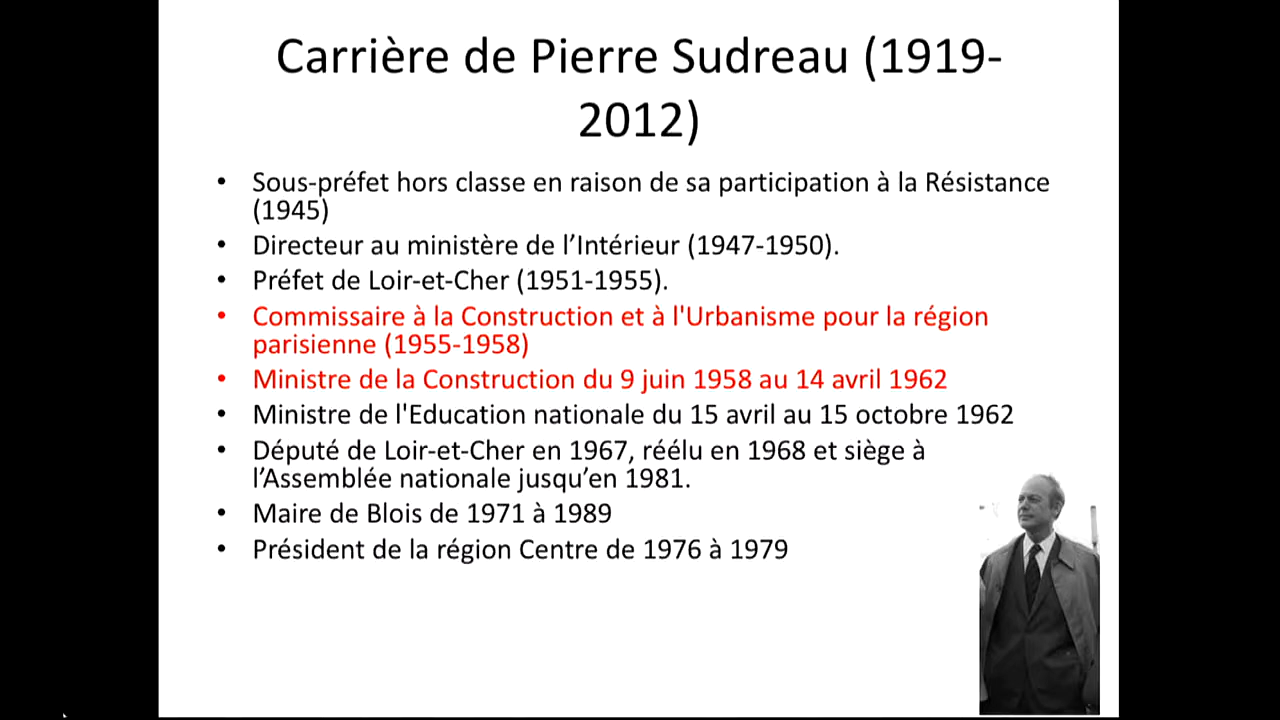 Carrière de Pierre Sudreau (1919-
2012)
• Sous-préfet hors classe en raison de sa participation à la Résistance
(1945)
• Directeur au ministère de l’Intérieur (1947-1950).
• Préfet de Loir-et-Cher (1951-1955).
• Commissaire à la Construction et à l'Urbanisme pour la région
parisienne (1955-1958)
• Ministre de la Construction du 9 juin 1958 au 14 avril 1962
• Ministre de l'Education nationale du 15 avril au 15 octobre 1962
• Député de Loir-et-Cher en 1967, réélu en 1968 et siège à
l’Assemblée nationale jusqu’en 1981.
• Maire de Blois de 1971 à 1989
• Président de la région Centre de 1976 à 1979